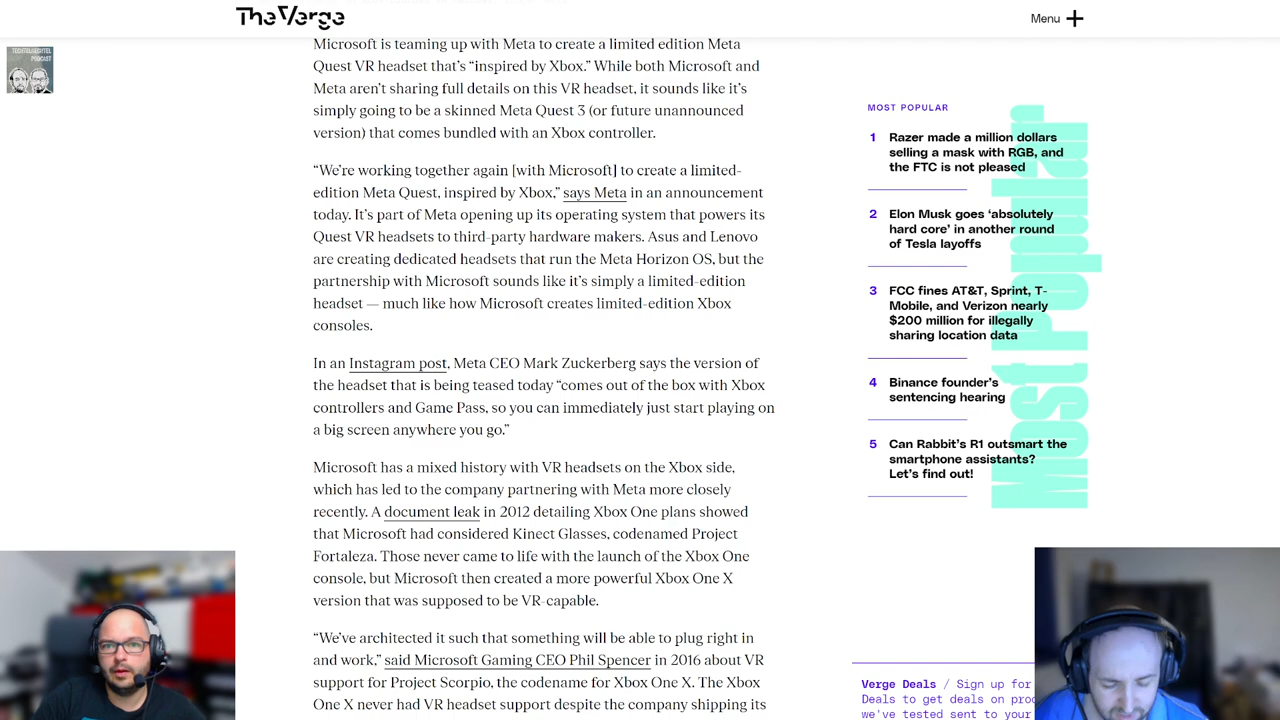 The Verge
Menu
TECHTELMECHTEL
PODCAST
Microsoft is teaming up with Meta to create a limited edition Meta
Quest VR headset that's “inspired by Xbox.” While both Microsoft and
Meta aren't sharing full details on this VR headset, it sounds like it's
simply going to be a skinned Meta Quest 3 (or future unannounced
version) that comes bundled with an Xbox controller.
“We're working together again [with Microsoft] to create a limited-
edition Meta Quest, inspired by Xbox,” says Meta in an announcement
today. It's part of Meta opening up its operating system that powers its
Quest VR headsets to third-party hardware makers. Asus and Lenovo
are creating dedicated headsets that run the Meta Horizon OS, but the
partnership with Microsoft sounds like it's simply a limited-edition
headset — much like how Microsoft creates limited-edition Xbox
consoles.
In an Instagram post, Meta CEO Mark Zuckerberg says the version of
the headset that is being teased today “comes out of the box with Xbox
controllers and Game Pass, so you can immediately just start playing on
a big screen anywhere you go.”
Microsoft has a mixed history with VR headsets on the Xbox side,
which has led to the company partnering with Meta more closely
recently. A document leak in 2012 detailing Xbox One plans showed
that Microsoft had considered Kinect Glasses, codenamed Project
Fortaleza. Those never came to life with the launch of the Xbox One
console, but Microsoft then created a more powerful Xbox One X
version that was supposed to be VR-capable.
“We've architected it such that something will be able to plug right in
and work,” said Microsoft Gaming CEO Phil Spencer in 2016 about VR
support for Project Scorpio, the codename for Xbox One X. The Xbox
One X never had VR headset support despite the company shipping its
Most Popular
MOST POPULAR
1 Razer made a million dollars
selling a mask with RGB, and
the FTC is not pleased
2 Elon Musk goes ‘absolutely
hard core’ in another round
of Tesla layoffs
3 FCC fines AT&T, Sprint, T-
Mobile, and Verizon nearly
$200 million for illegally
sharing location data
4 Binance founder's
sentencing hearing
5 Can Rabbit's R1 outsmart the
smartphone assistants?
Let's find out!
Verge Deals / Sign up for
Deals to get deals on
we've tested sent to your